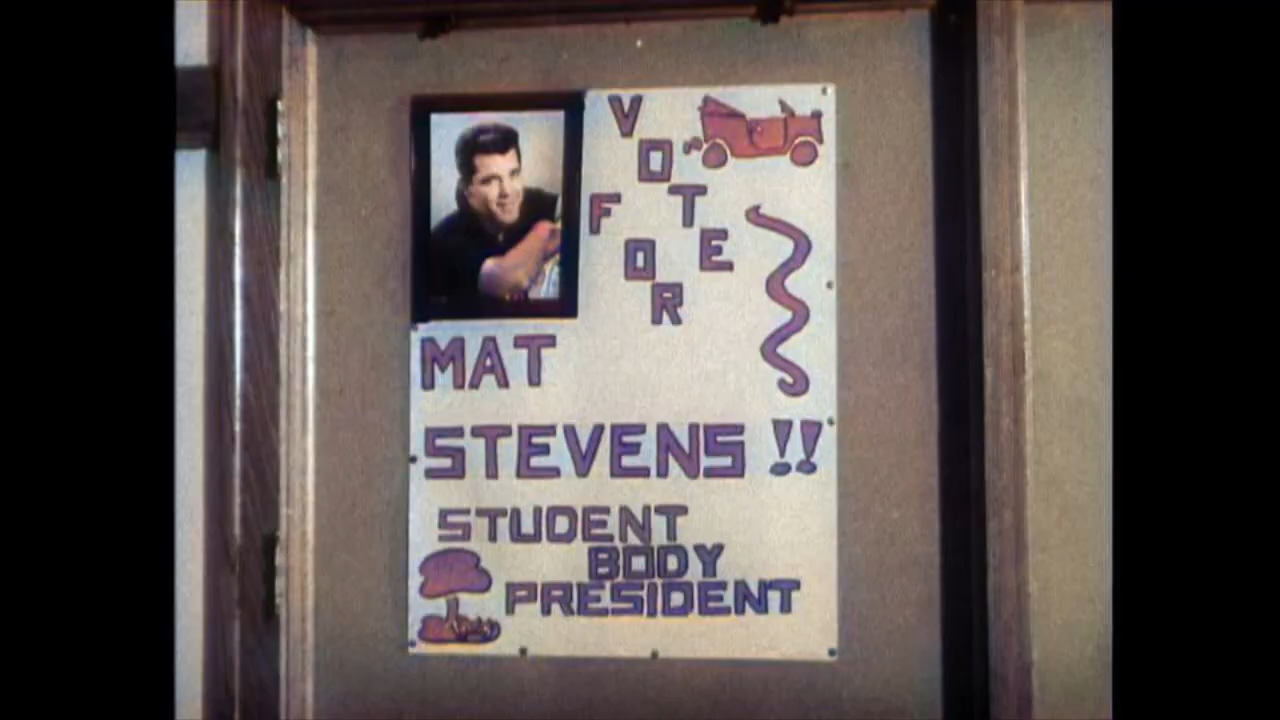 VOTE
FOR
MAT
STEVENS!!
STUDENT
BODY
PRESIDENT